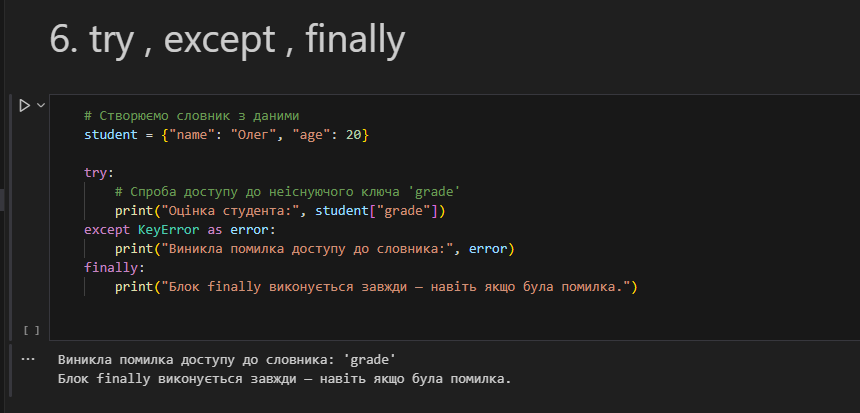 6. try , except , finally
# Створюємо словник з даними
student = {"name": "Олег", "age": 20}
try:
# Спроба доступу до неіснуючого ключа 'grade'
print("Оцінка студента:", student["grade"])
except KeyError as error:
print("Виникла помилка доступу до словника:", error)
finally:
print("Блок finally виконується завжди — навіть якщо була помилка.")
[ ]
Виникла помилка доступу до словника: 'grade'
Блок finally виконується завжди — навіть якщо була помилка.